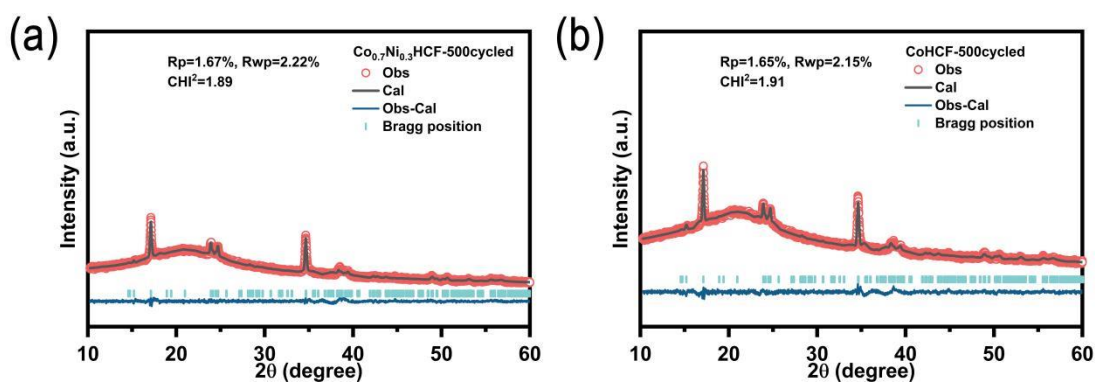 (a)
Rp=1.67%, Rwp=2.22%
CHI²=1.89
Co₀.₇Ni₀.₃HCF-500cycled
Obs
Cal
Obs-Cal
Bragg position
Intensity (a.u.)
10 20 30 40 50 60
2θ (degree)
(b)
Rp=1.65%, Rwp=2.15%
CHI²=1.91
CoHCF-500cycled
Obs
Cal
Obs-Cal
Bragg position
Intensity (a.u.)
10 20 30 40 50 60
2θ (degree)